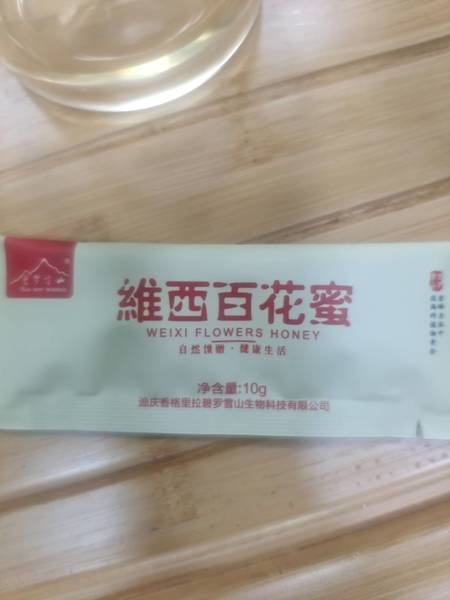 維西百花蜜
WEIXI FLOWERS HONEY
自然馈赠·健康生活
净含量:10g
迪庆香格里拉碧罗雪山生物科技有限公司